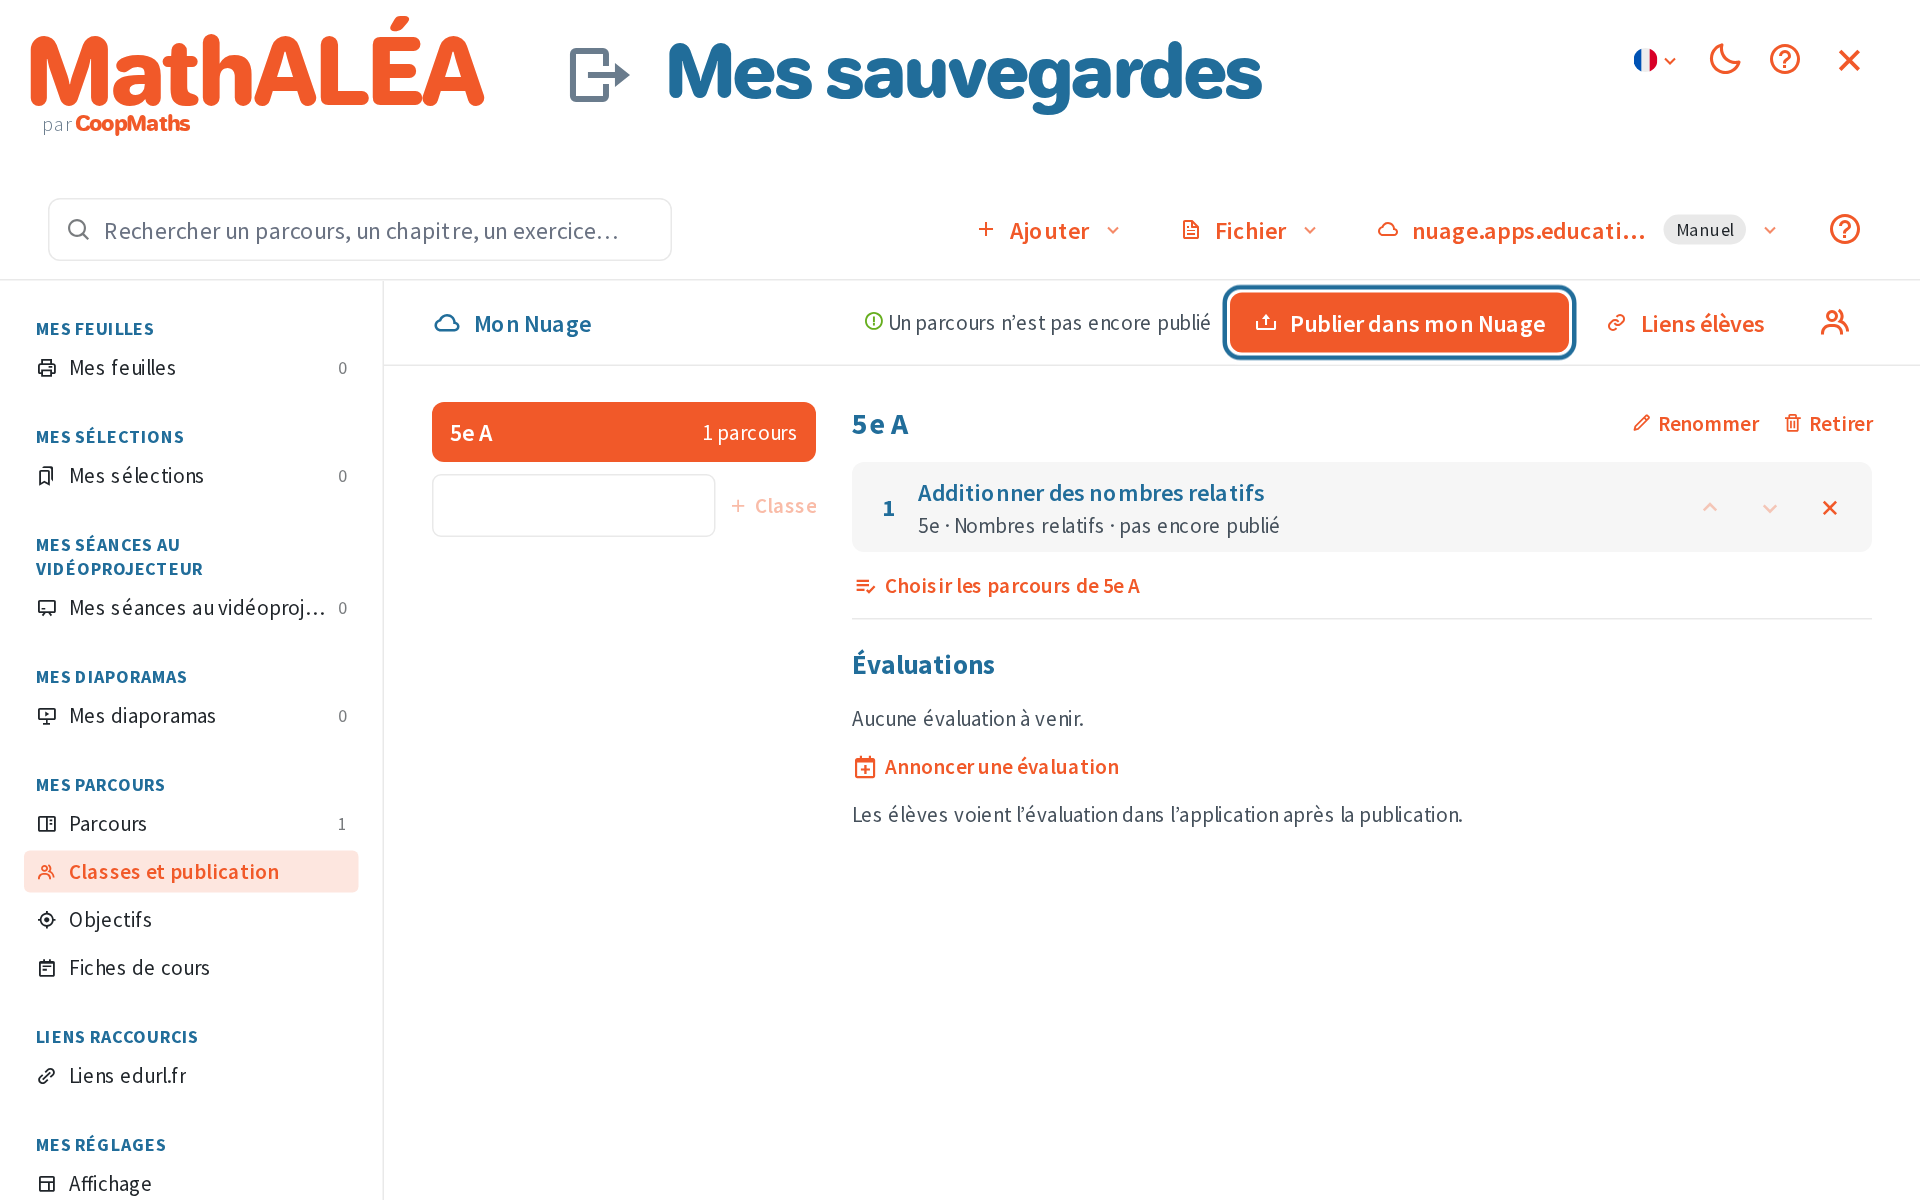 MathALÉA
par CoopMaths
Mes sauvegardes
Rechercher un parcours, un chapitre, un exercice…
Ajouter
Fichier
nuage.apps.educati…
Manuel
MES FEUILLES
Mes feuilles 0
MES SÉLECTIONS
Mes sélections 0
MES SÉANCES AU
VIDÉOPROJECTEUR
Mes séances au vidéoproj… 0
MES DIAPORAMAS
Mes diaporamas 0
MES PARCOURS
Parcours 1
Classes et publication
Objectifs
Fiches de cours
LIENS RACCOURCIS
Liens edurl.fr
MES RÉGLAGES
Affichage
Mon Nuage
Un parcours n’est pas encore publié
Publier dans mon Nuage
Liens élèves
5e A 1 parcours
+ Classe
5e A
Renommer
Retirer
1
Additionner des nombres relatifs
5e · Nombres relatifs · pas encore publié
Choisir les parcours de 5e A
Évaluations
Aucune évaluation à venir.
Annoncer une évaluation
Les élèves voient l’évaluation dans l’application après la publication.